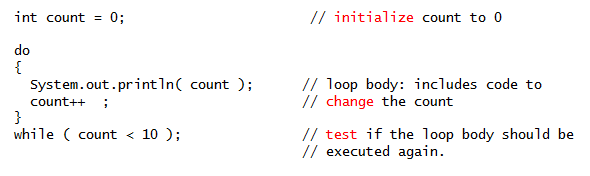 int count = 0;                       // initialize count to 0
do
{
  System.out.println( count );      // loop body: includes code to
  count++  ;                        // change the count
}
while ( count < 10 );               // test if the loop body should be
                                    // executed again.